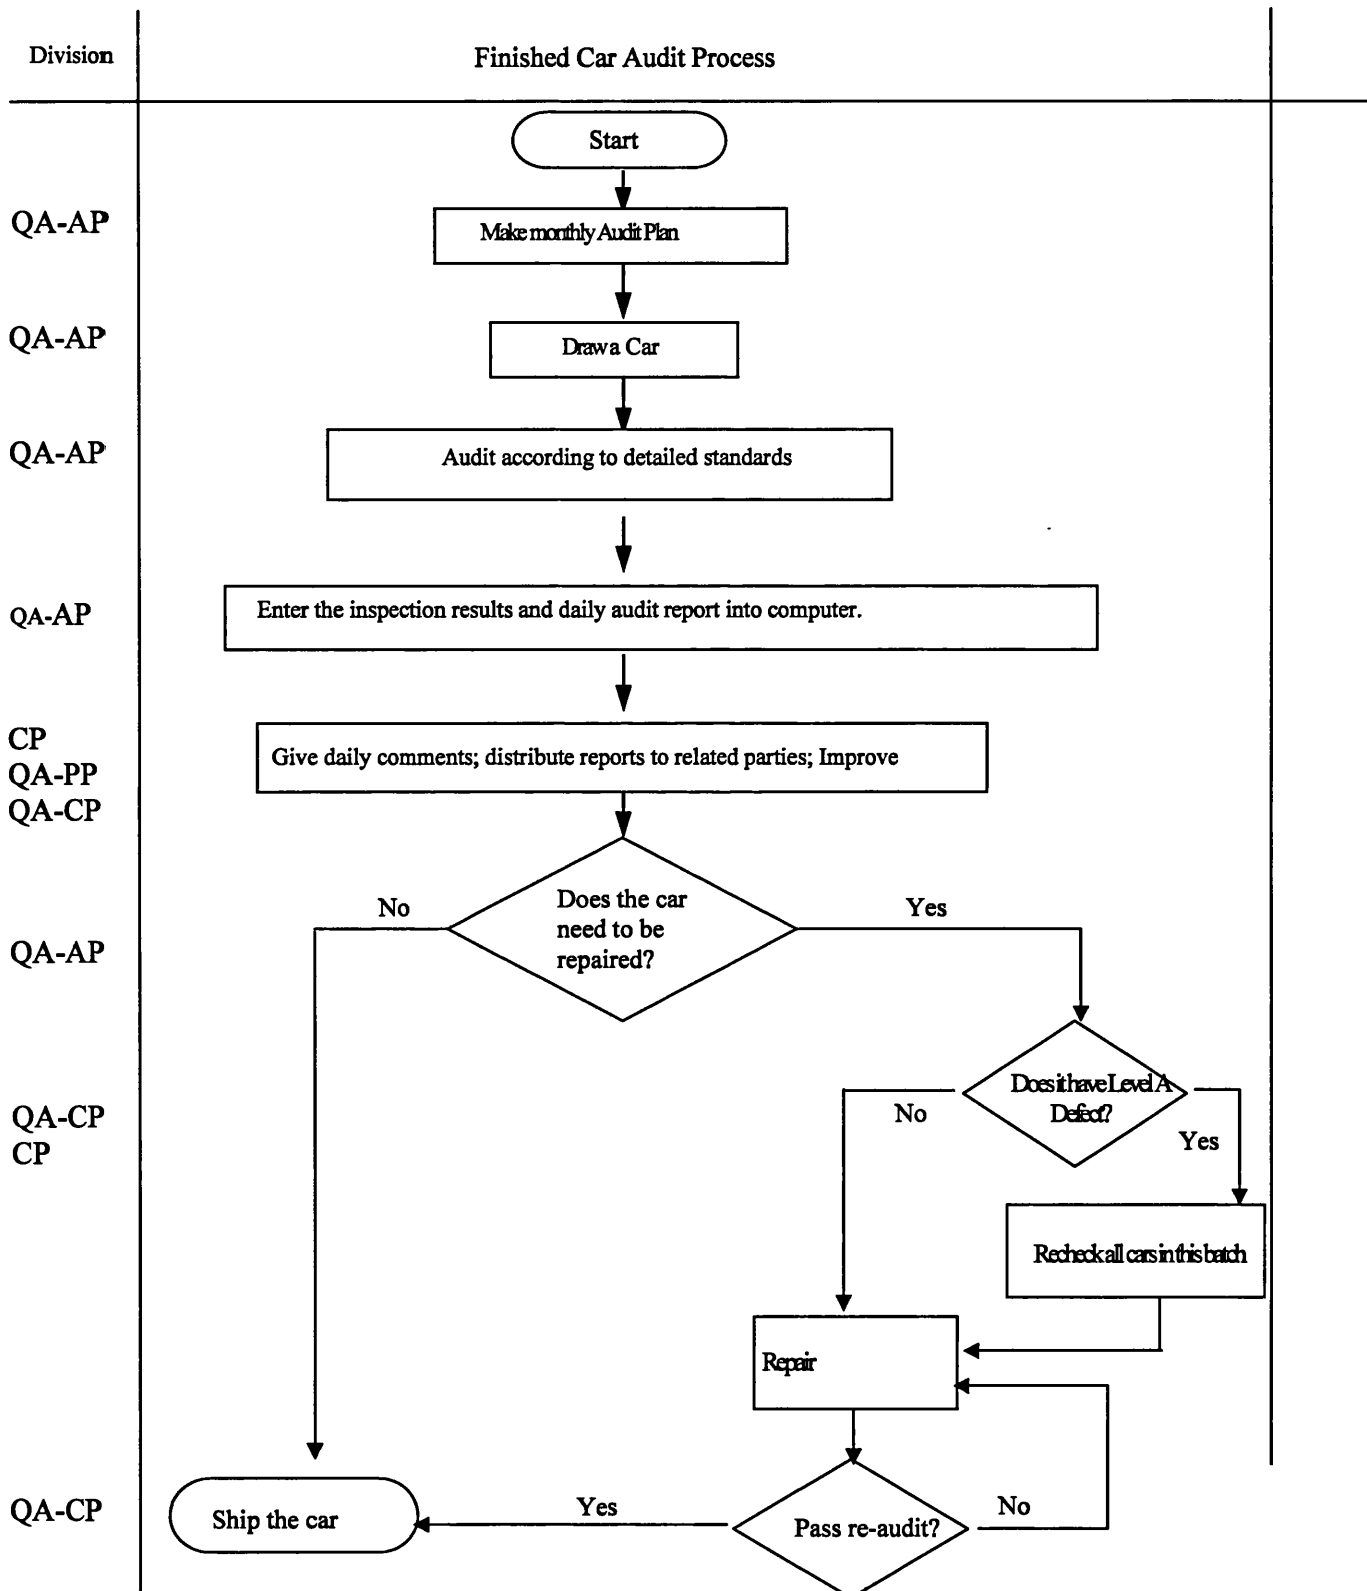 Division
Finished Car Audit Process
Start
QA-AP
Make monthly Audit Plan
QA-AP
Draw a Car
QA-AP
Audit according to detailed standards
QA-AP
Enter the inspection results and daily audit report into computer.
CP
QA-PP
QA-CP
Give daily comments; distribute reports to related parties; Improve
No
Does the car
need to be
repaired?
Yes
QA-AP
Does it have Level A
Defect?
No
Yes
QA-CP
CP
Recheck all cars in this batch
Repair
QA-CP
Ship the car
Yes
Pass re-audit?
No